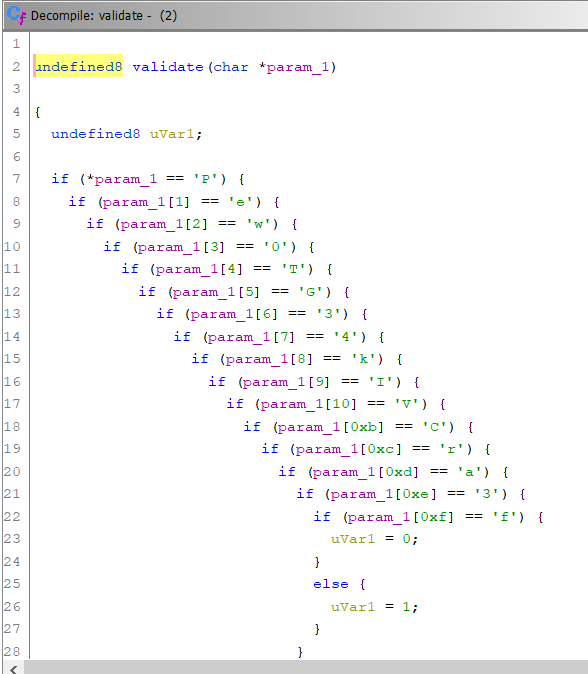 Decompile: validate - (2)
1
2 undefined8 validate(char *param_1)
3
4 {
5 undefined8 uVar1;
6
7 if (*param_1 == 'P') {
8 if (param_1[1] == 'e') {
9 if (param_1[2] == 'w') {
10 if (param_1[3] == '0') {
11 if (param_1[4] == 'T') {
12 if (param_1[5] == 'G') {
13 if (param_1[6] == '3') {
14 if (param_1[7] == '4') {
15 if (param_1[8] == 'k') {
16 if (param_1[9] == 'I') {
17 if (param_1[10] == 'V') {
18 if (param_1[0xb] == 'C') {
19 if (param_1[0xc] == 'r') {
20 if (param_1[0xd] == 'a') {
21 if (param_1[0xe] == '3') {
22 if (param_1[0xf] == 'f') {
23 uVar1 = 0;
24 }
25 else {
26 uVar1 = 1;
27 }
28 }